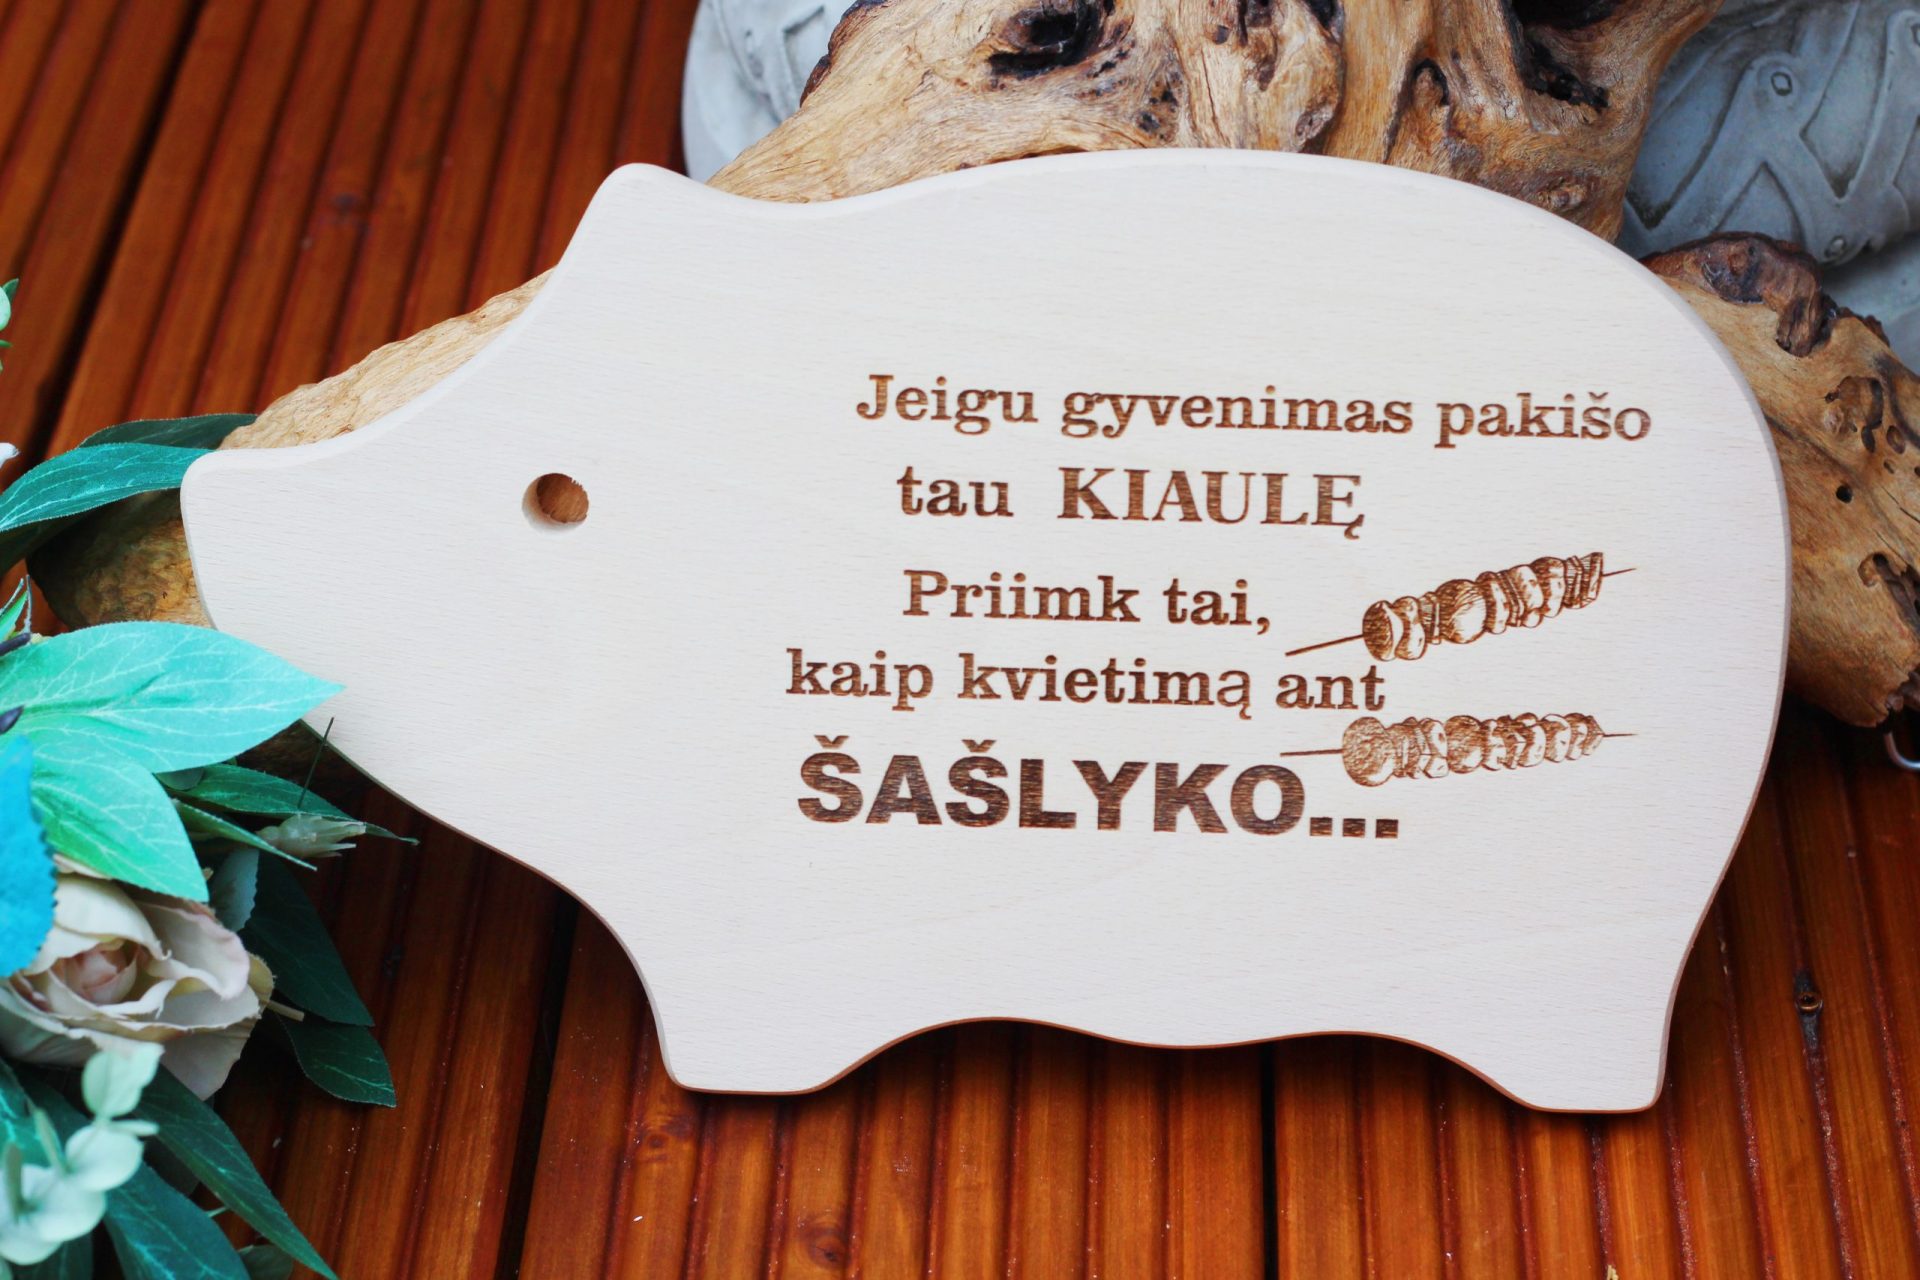 Jeigu gyvenimas pakišo
tau KIAULĘ
Priimk tai,
kaip kvietimą ant
ŠAŠLYKO...